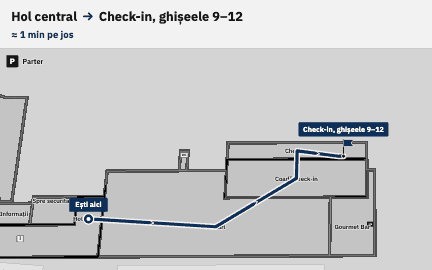 Hol central → Check-in, ghișeele 9–12
≈ 1 min pe jos
P Parter
Check-in, ghișeele 9–12
Coadă check-in
Spre securitate
Ești aici
Informații
Hol
Gourmet Bar